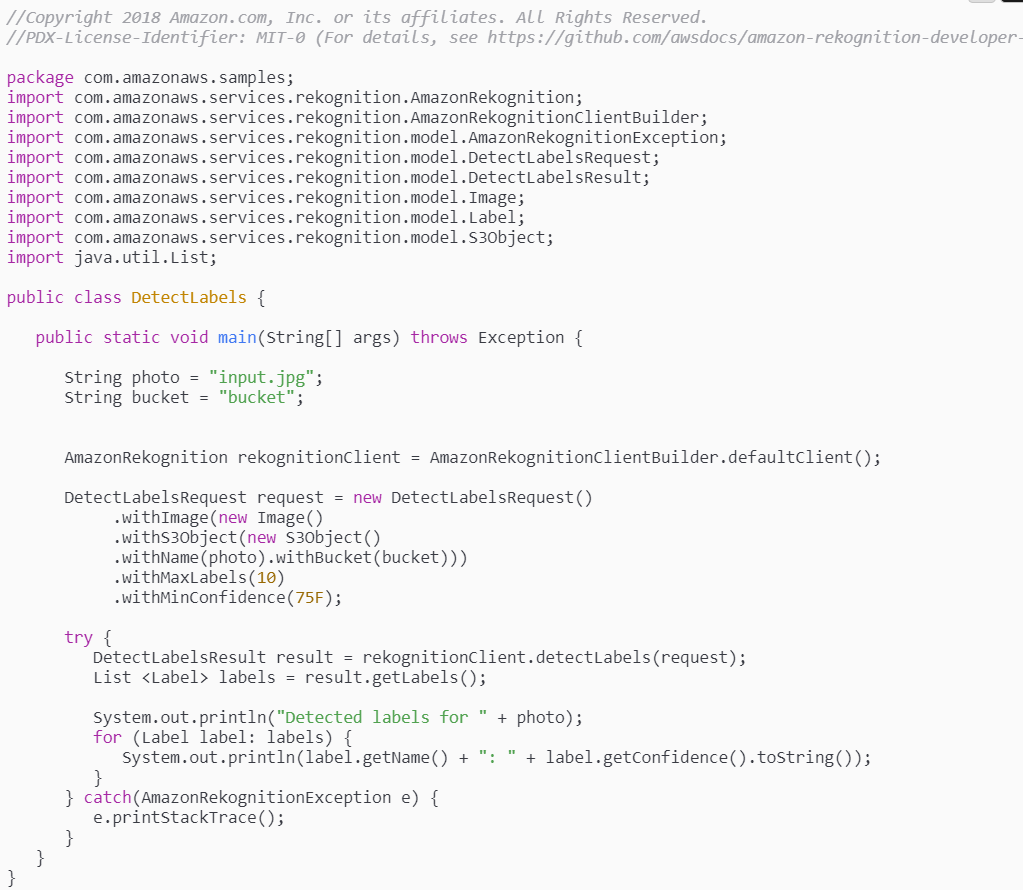 //Copyright 2018 Amazon.com, Inc. or its affiliates. All Rights Reserved.
//PDX-License-Identifier: MIT-0 (For details, see https://github.com/awsdocs/amazon-rekognition-developer-
package com.amazonaws.samples;
import com.amazonaws.services.rekognition.AmazonRekognition;
import com.amazonaws.services.rekognition.AmazonRekognitionClientBuilder;
import com.amazonaws.services.rekognition.model.AmazonRekognitionException;
import com.amazonaws.services.rekognition.model.DetectLabelsRequest;
import com.amazonaws.services.rekognition.model.DetectLabelsResult;
import com.amazonaws.services.rekognition.model.Image;
import com.amazonaws.services.rekognition.model.Label;
import com.amazonaws.services.rekognition.model.S3Object;
import java.util.List;
public class DetectLabels {
public static void main(String[] args) throws Exception {
String photo = "input.jpg";
String bucket = "bucket";
AmazonRekognition rekognitionClient = AmazonRekognitionClientBuilder.defaultClient();
DetectLabelsRequest request = new DetectLabelsRequest()
.withImage(new Image()
.withS3Object(new S3Object()
.withName(photo).withBucket(bucket)))
.withMaxLabels(10)
.withMinConfidence(75F);
try {
DetectLabelsResult result = rekognitionClient.detectLabels(request);
List <Label> labels = result.getLabels();
System.out.println("Detected labels for " + photo);
for (Label label: labels) {
System.out.println(label.getName() + ": " + label.getConfidence().toString());
}
} catch(AmazonRekognitionException e) {
e.printStackTrace();
}
}
}